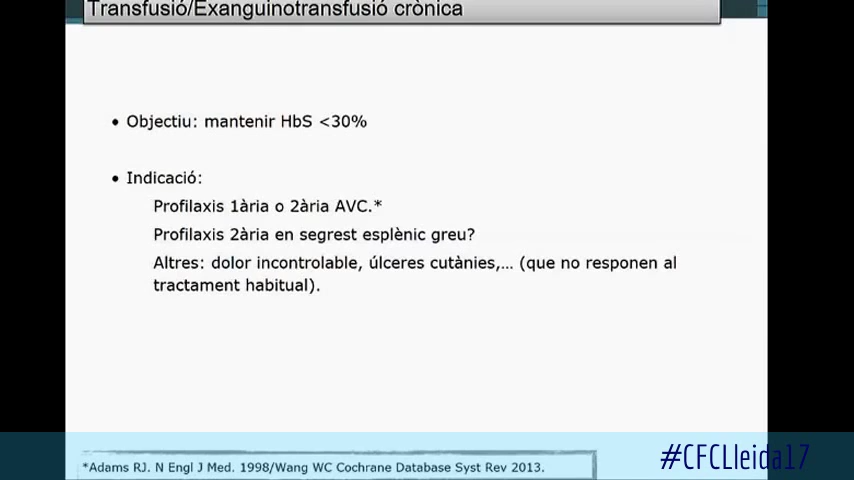 Transfusió/Exanguinotransfusió crònica
• Objectiu: mantenir HbS <30%
• Indicació:
Profilaxis 1ària o 2ària AVC.*
Profilaxis 2ària en segrest esplènic greu?
Altres: dolor incontrolable, úlceres cutànies,... (que no responen al
tractament habitual).
*Adams RJ. N Engl J Med. 1998/Wang WC Cochrane Database Syst Rev 2013.
#CFCLleida17